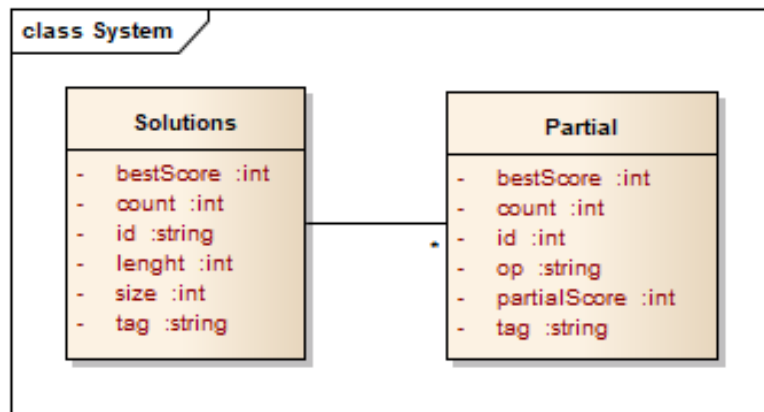 class System
Solutions
- bestScore :int
- count :int
- id :string
- lenght :int
- size :int
- tag :string
*
Partial
- bestScore :int
- count :int
- id :int
- op :string
- partialScore :int
- tag :string